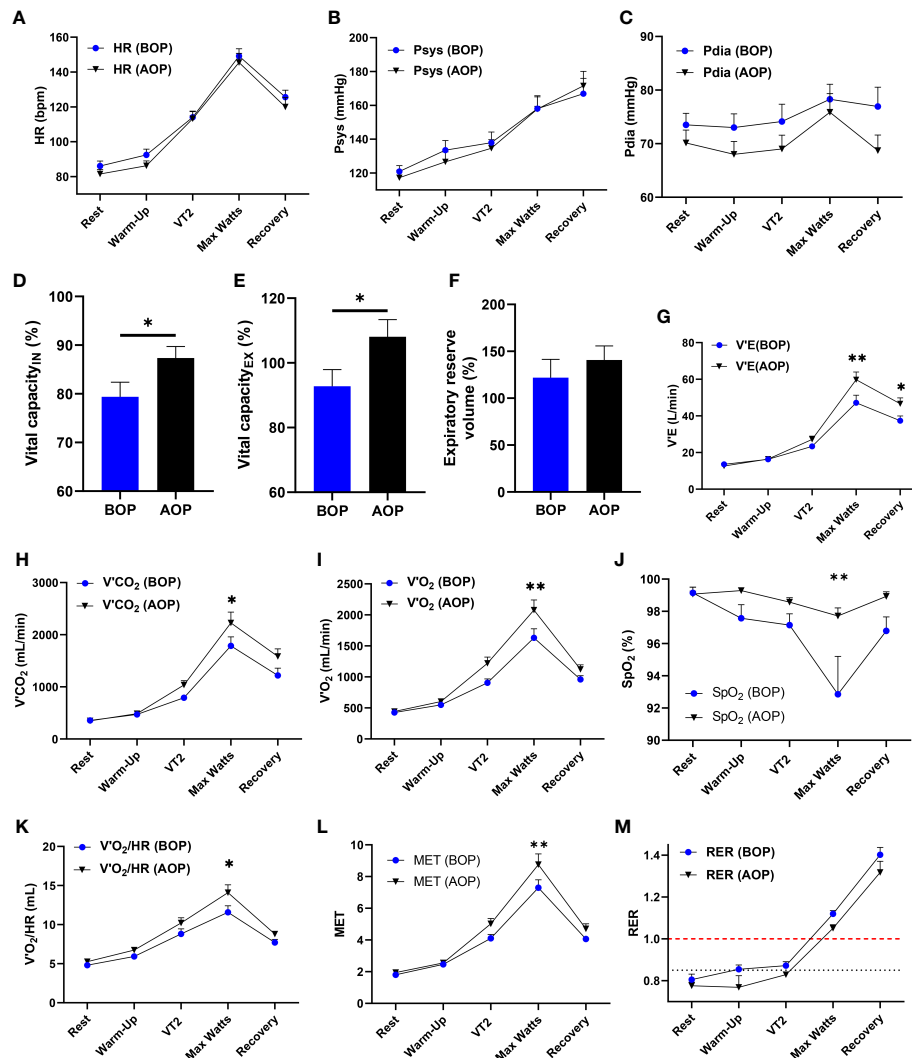 A
HR (BOP)
HR (AOP)
HR (bpm)
160
140
120
100
80
Rest
Warm-Up
VT2
Max Watts
Recovery
B
Psys (BOP)
Psys (AOP)
Psys (mmHg)
200
180
160
140
120
Rest
Warm-Up
VT2
Max Watts
Recovery
C
Pdia (BOP)
Pdia (AOP)
Pdia (mmHg)
90
80
70
60
Rest
Warm-Up
VT2
Max Watts
Recovery
D
Vital capacityIN (%)
100
90
80
70
60
*
BOP
AOP
E
Vital capacityEX (%)
120
100
80
60
*
BOP
AOP
F
Expiratory reserve
volume (%)
200
150
100
50
0
BOP
AOP
G
V'E(BOP)
V'E(AOP)
V'E (L/min)
80
60
40
20
0
**
*
Rest
Warm-Up
VT2
Max Watts
Recovery
H
V'CO₂ (BOP)
V'CO₂ (AOP)
V'CO₂ (mL/min)
3000
2000
1000
0
*
Rest
Warm-Up
VT2
Max Watts
Recovery
I
V'O₂ (BOP)
V'O₂ (AOP)
V'O₂ (mL/min)
2500
2000
1500
1000
500
0
**
Rest
Warm-Up
VT2
Max Watts
Recovery
J
SpO₂ (%)
100
98
96
94
92
90
**
SpO₂ (BOP)
SpO₂ (AOP)
Rest
Warm-Up
VT2
Max Watts
Recovery
K
V'O₂/HR (BOP)
V'O₂/HR (AOP)
V'O₂/HR (mL)
20
15
10
5
0
*
Rest
Warm-Up
VT2
Max Watts
Recovery
L
MET (BOP)
MET (AOP)
MET
10
8
6
4
2
0
**
Rest
Warm-Up
VT2
Max Watts
Recovery
M
RER (BOP)
RER (AOP)
RER
1.4
1.2
1.0
0.8
Rest
Warm-Up
VT2
Max Watts
Recovery